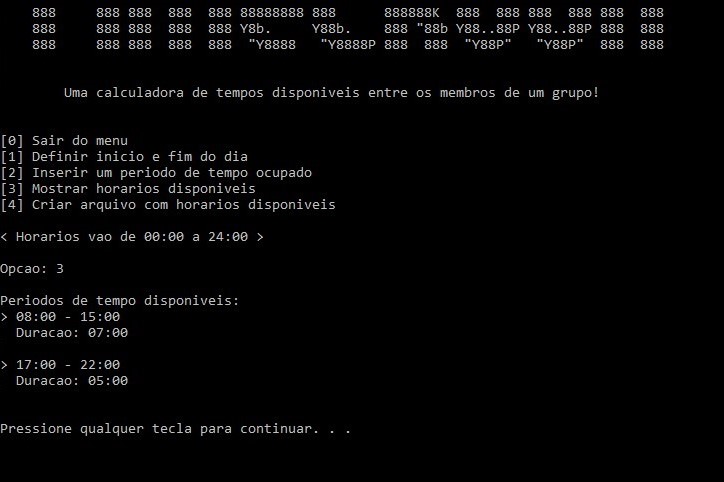 888     888 888  888  888 88888888 888      888888K  888  888 888  888 888  888
    888     888 888  888  888 Y8b.     Y88b.    888 "88b Y88..88P Y88..88P 888  888
    888     888 888  888  888  "Y8888   "Y8888P 888  888  "Y88P"   "Y88P"  888  888
Uma calculadora de tempos disponiveis entre os membros de um grupo!
[0] Sair do menu
[1] Definir inicio e fim do dia
[2] Inserir um periodo de tempo ocupado
[3] Mostrar horarios disponiveis
[4] Criar arquivo com horarios disponiveis
< Horarios vao de 00:00 a 24:00 >
Opcao: 3
Periodos de tempo disponiveis:
> 08:00 - 15:00
Duracao: 07:00
> 17:00 - 22:00
Duracao: 05:00
Pressione qualquer tecla para continuar. . .